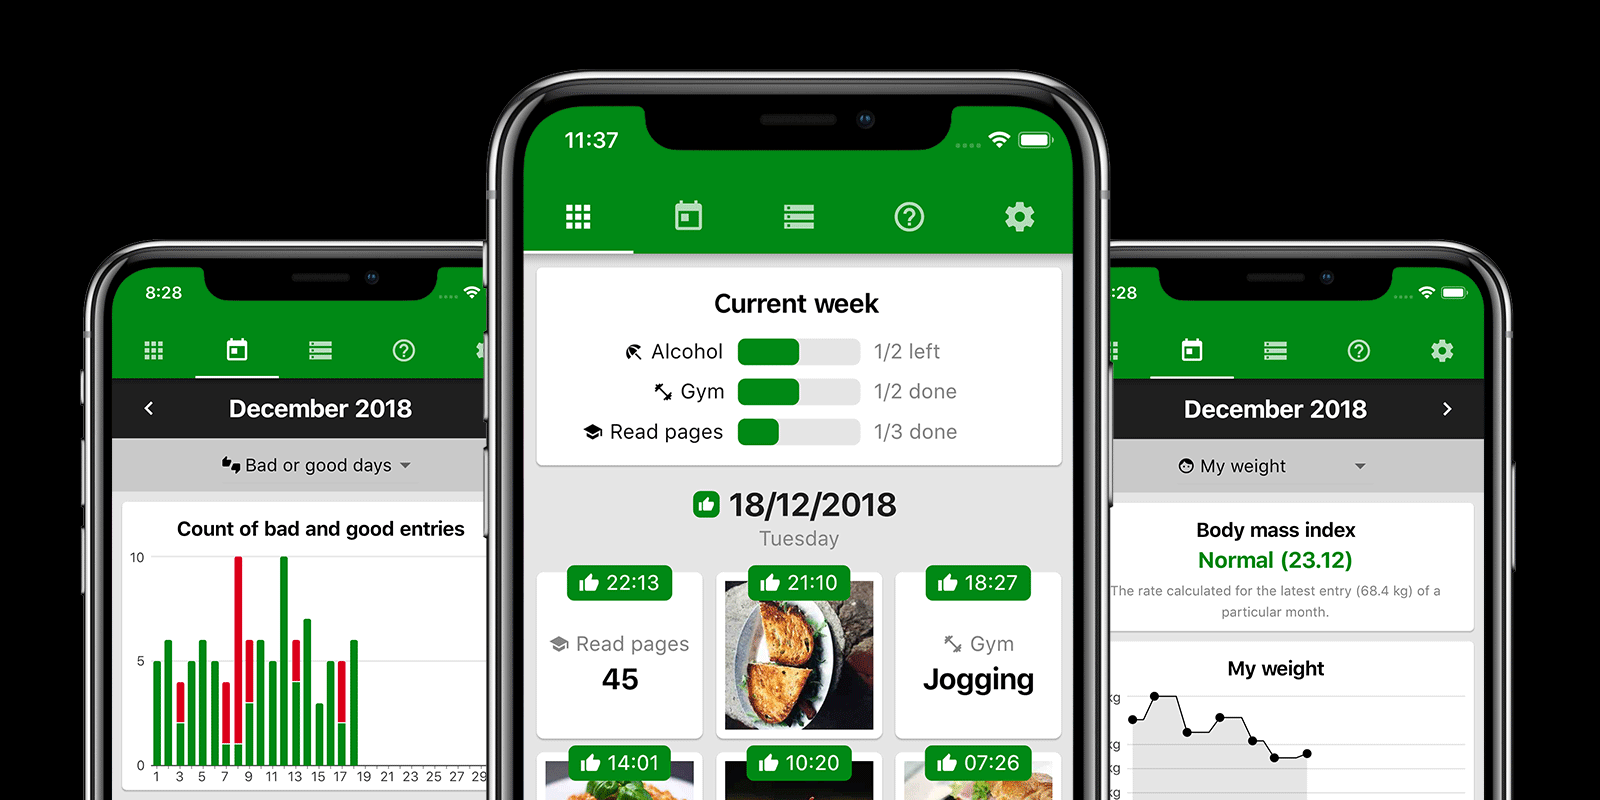 8:28
December 2018
Bad or good days
Count of bad and good entries
10
5
0
1 3 5 7 9 11 13 15 17 19 21 23 25 27 29
11:37
Current week
Alcohol 1/2 left
Gym 1/2 done
Read pages 1/3 done
18/12/2018
Tuesday
22:13
Read pages
45
21:10
18:27
Gym
Jogging
14:01
10:20
07:26
:28
December 2018
My weight
Body mass index
Normal (23.12)
The rate calculated for the latest entry (68.4 kg) of a
particular month.
My weight
kg
kg
kg
kg